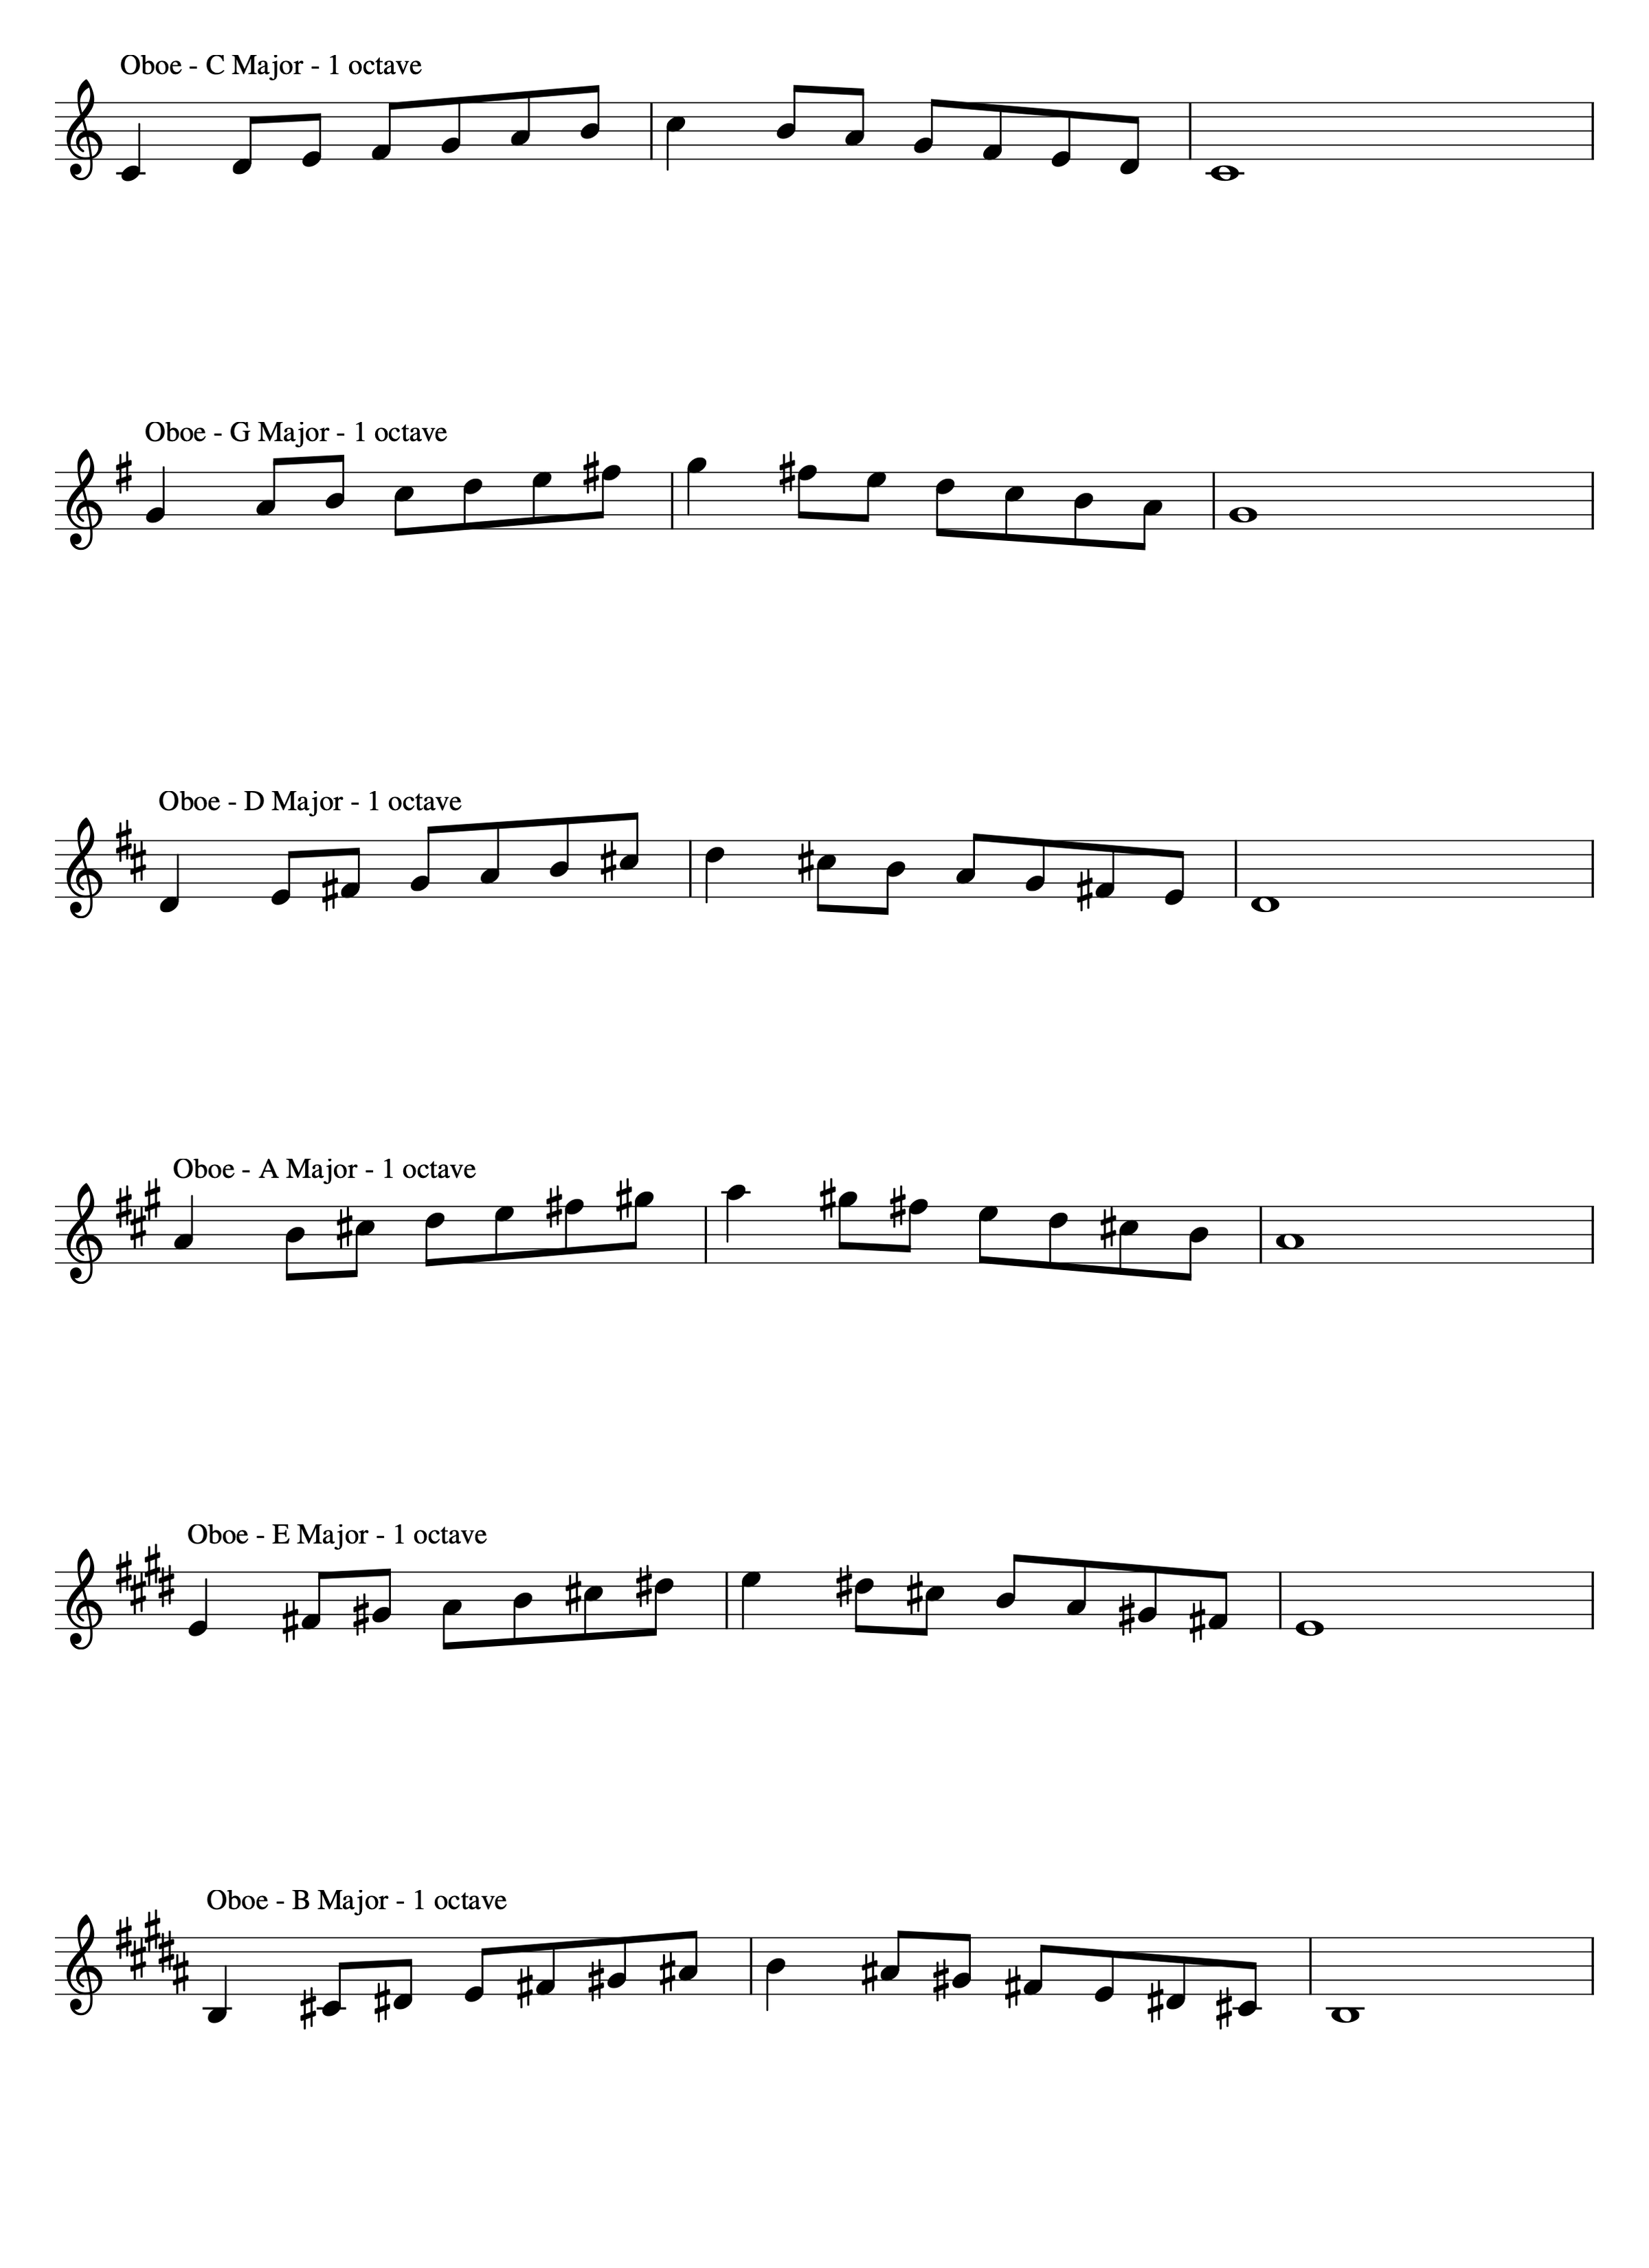 Oboe - C Major - 1 octave
Oboe - G Major - 1 octave
Oboe - D Major - 1 octave
Oboe - A Major - 1 octave
Oboe - E Major - 1 octave
Oboe - B Major - 1 octave